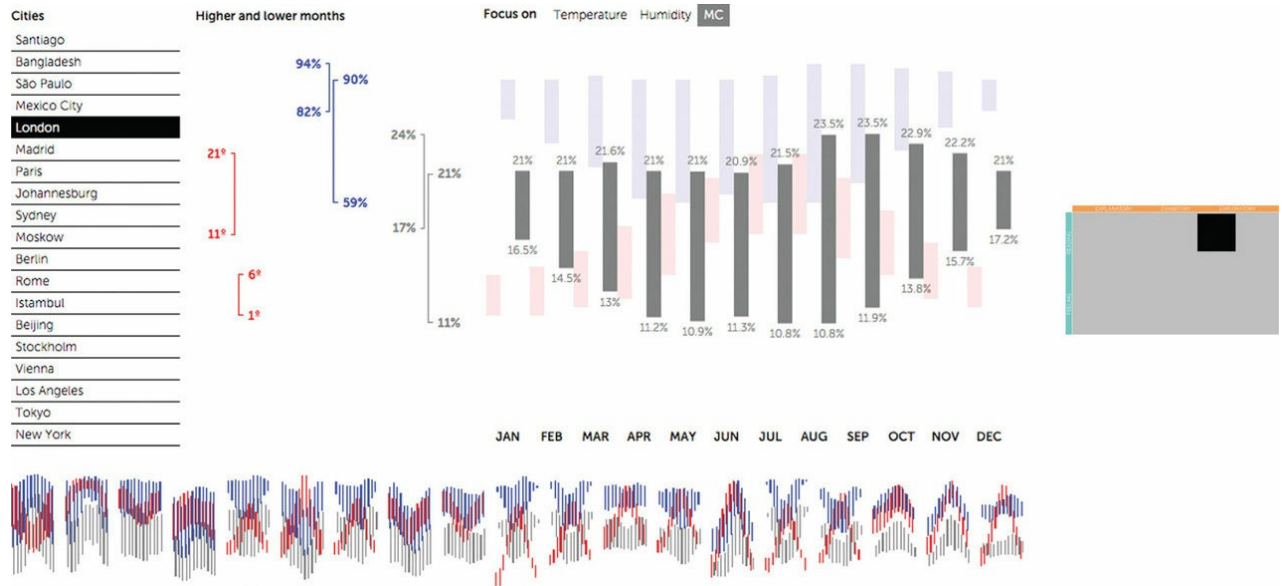 Cities
Santiago
Bangladesh
São Paulo
Mexico City
London
Madrid
Paris
Johannesburg
Sydney
Moskow
Berlin
Rome
Istambul
Beijing
Stockholm
Vienna
Los Angeles
Tokyo
New York
Higher and lower months
94%
90%
82%
59%
21º
11º
6º
1º
24%
21%
17%
11%
Focus on Temperature Humidity MC
21% 21% 21.6% 21% 21% 20.9% 21.5% 23.5% 23.5% 22.9% 22.2% 21%
16.5% 14.5% 13% 11.2% 10.9% 11.3% 10.8% 10.8% 11.9% 13.8% 15.7% 17.2%
JAN FEB MAR APR MAY JUN JUL AUG SEP OCT NOV DEC